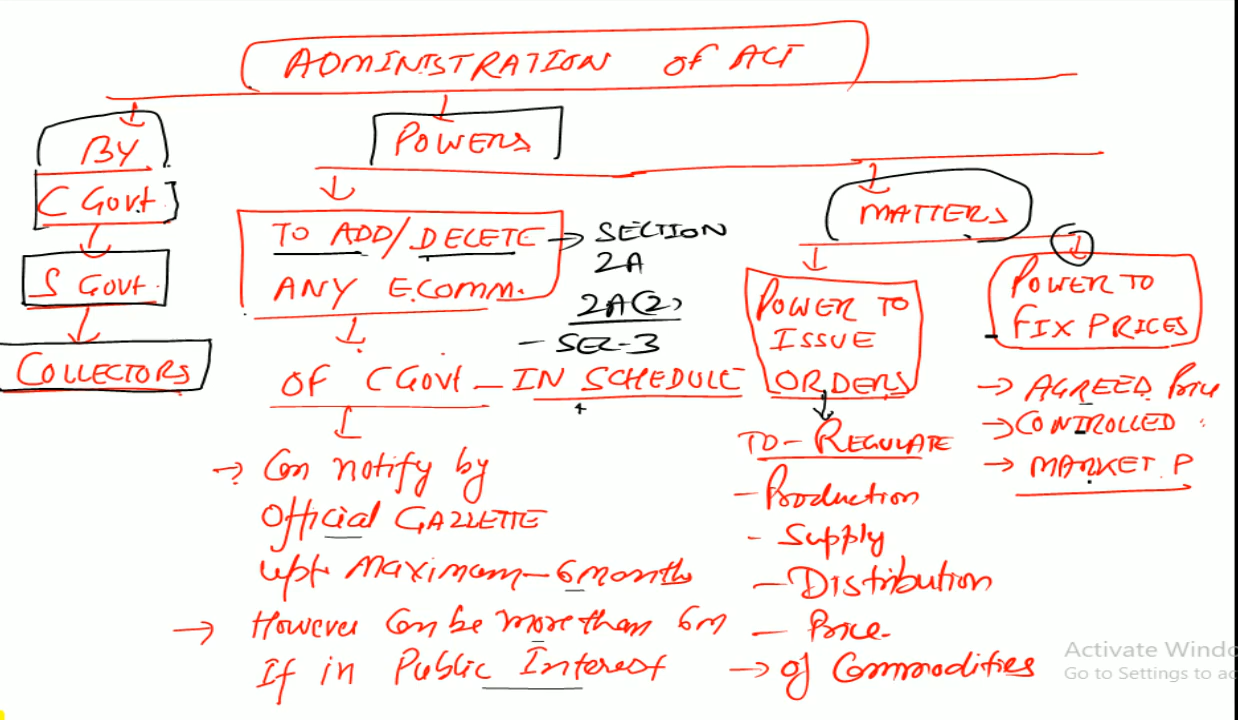 ADMINISTRATION OF ACT
BY
C Govt.
S Govt.
COLLECTORS
POWERS
TO ADD/DELETE
ANY E.COMM.
SECTION
2A
2A(2)
- SEC-3
OF C Govt - IN SCHEDULE
→ Can notify by
Official GAZZETTE
upto Maximum - 6 months
→ However Can be more than 6m
If in Public Interest
MATTERS
POWER TO
ISSUE
ORDERS
TO - REGULATE
- Production
- Supply
- Distribution
- Price.
→ of Commodities
POWER TO
FIX PRICES
→ AGREED Price
→ CONTROLLED
→ MARKET P
Activate Windo
Go to Settings to ac